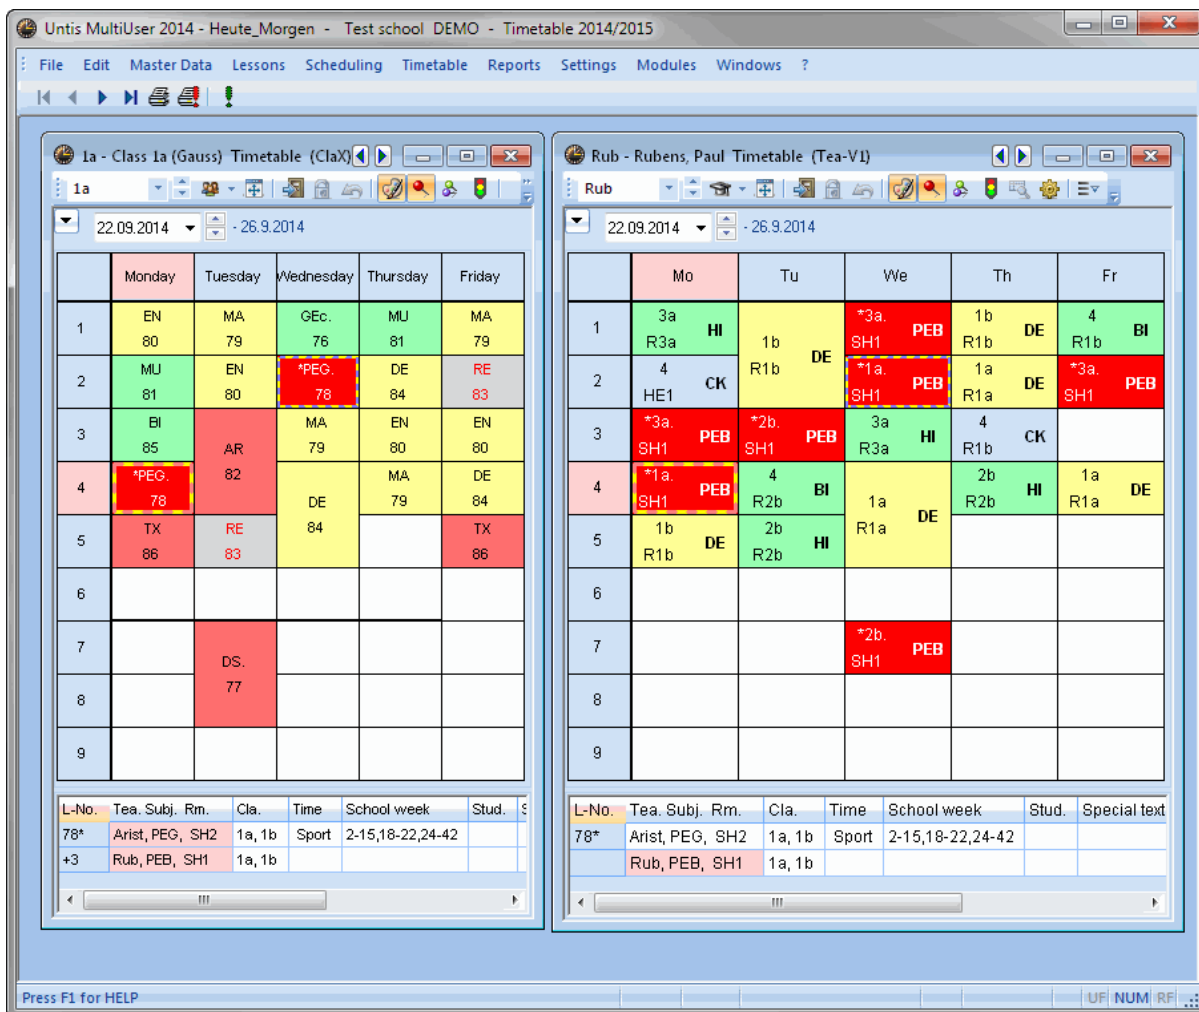 Untis MultiUser 2014 - Heute_Morgen - Test school DEMO - Timetable 2014/2015
File Edit Master Data Lessons Scheduling Timetable Reports Settings Modules Windows ?
1a - Class 1a (Gauss) Timetable (ClaX)
1a
22.09.2014 - 26.9.2014
Monday Tuesday Wednesday Thursday Friday
1 EN MA GEc. MU MA
80 79 76 81 79
2 MU EN *PEG. DE RE
81 80 78 84 83
3 BI AR MA EN EN
85 82 79 80 80
4 *PEG. DE MA DE
78 84 79 84
5 TX RE TX
86 83 86
6
7 DS.
77
8
9
L-No. Tea. Subj. Rm. Cla. Time School week Stud. S
78* Arist, PEG, SH2 1a, 1b Sport 2-15,18-22,24-42
+3 Rub, PEB, SH1 1a, 1b
Rub - Rubens, Paul Timetable (Tea-V1)
Rub
22.09.2014 - 26.9.2014
Mo Tu We Th Fr
1 3a HI 1b DE *3a. PEB 1b DE 4 BI
R3a R1b SH1 R1b R1b
2 4 CK *1a. PEB 1a DE *3a. PEB
HE1 SH1 R1a SH1
3 *3a. PEB *2b. PEB 3a HI 4 CK
SH1 SH1 R3a R1b
4 *1a. PEB 4 BI 1a DE 2b HI 1a DE
SH1 R2b R1a R2b R1a
5 1b DE 2b HI
R1b R2b
6
7 *2b. PEB
SH1
8
9
L-No. Tea. Subj. Rm. Cla. Time School week Stud. Special text
78* Arist, PEG, SH2 1a, 1b Sport 2-15,18-22,24-42
Rub, PEB, SH1 1a, 1b
Press F1 for HELP UF NUM RF